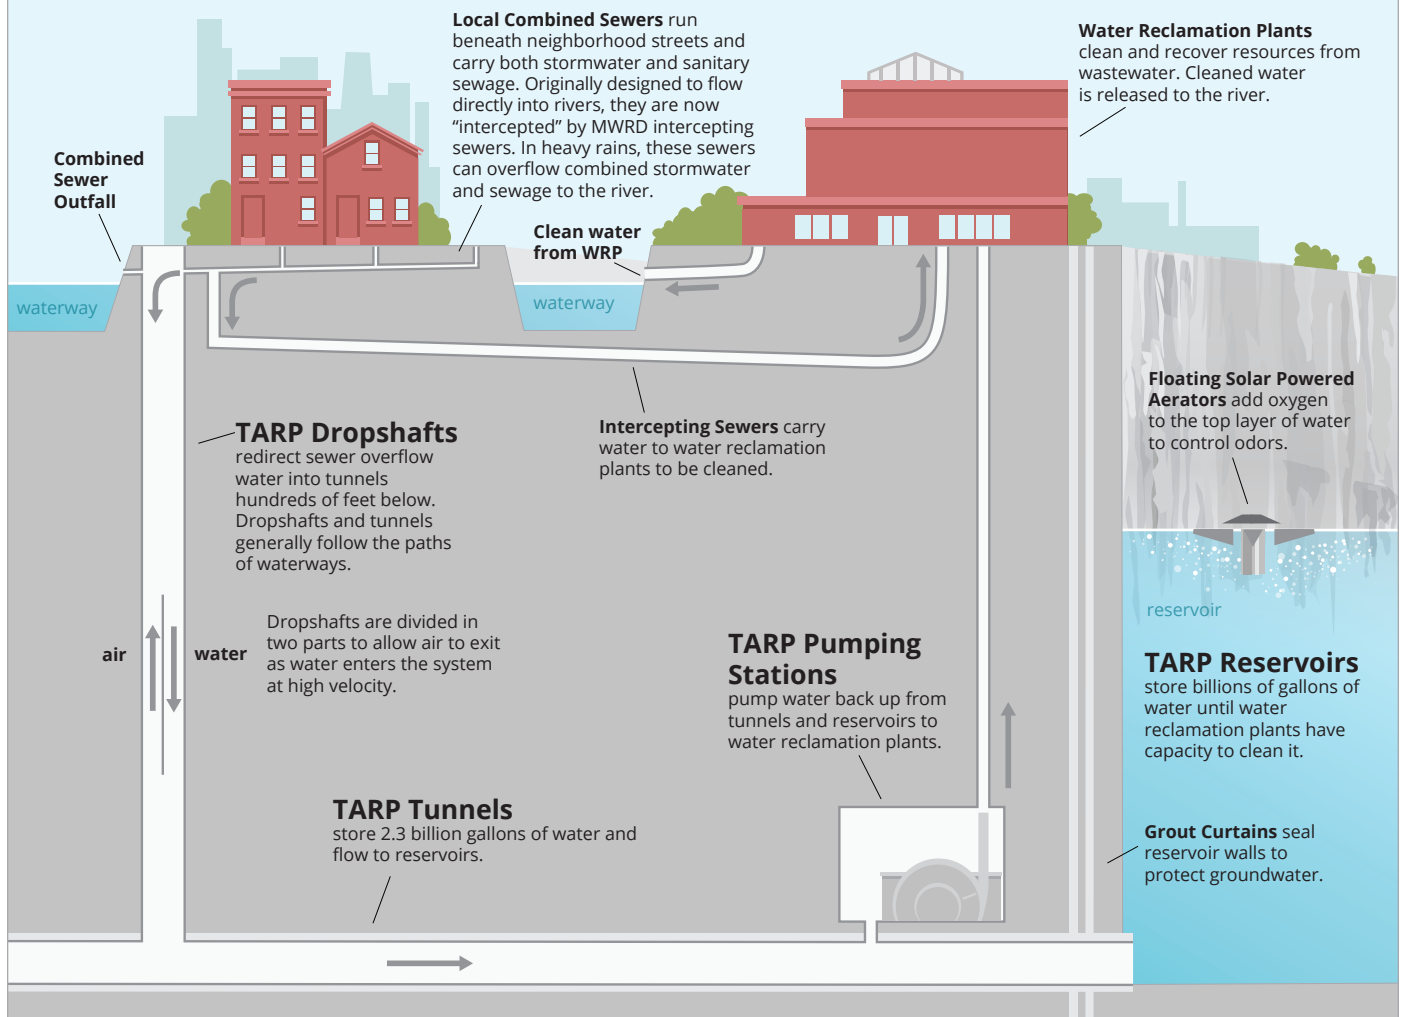 Local Combined Sewers run
beneath neighborhood streets and
carry both stormwater and sanitary
sewage. Originally designed to flow
directly into rivers, they are now
“intercepted” by MWRD intercepting
sewers. In heavy rains, these sewers
can overflow combined stormwater
and sewage to the river.
Water Reclamation Plants
clean and recover resources from
wastewater. Cleaned water
is released to the river.
Combined
Sewer
Outfall
Clean water
from WRP
waterway
waterway
Floating Solar Powered
Aerators add oxygen
to the top layer of water
to control odors.
TARP Dropshafts
redirect sewer overflow
water into tunnels
hundreds of feet below.
Dropshafts and tunnels
generally follow the paths
of waterways.
Intercepting Sewers carry
water to water reclamation
plants to be cleaned.
air
water
Dropshafts are divided in
two parts to allow air to exit
as water enters the system
at high velocity.
TARP Pumping
Stations
pump water back up from
tunnels and reservoirs to
water reclamation plants.
reservoir
TARP Reservoirs
store billions of gallons of
water until water
reclamation plants have
capacity to clean it.
TARP Tunnels
store 2.3 billion gallons of water and
flow to reservoirs.
Grout Curtains seal
reservoir walls to
protect groundwater.